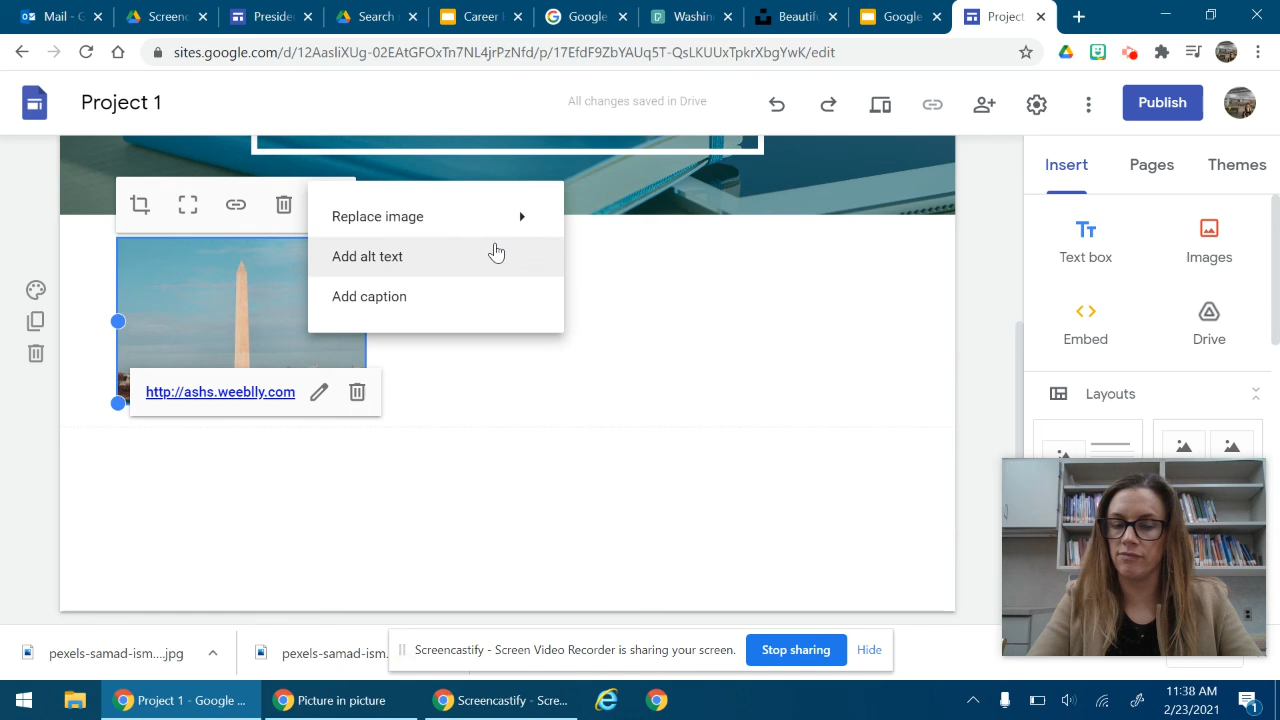 Mail - G
Screenc
Preside
Search
Career
Google
Washin
Beautif
Google
Project
sites.google.com/d/12AasIiXUg-02EAtGFOxTn7NL4jrPzNfd/p/17EfdF9ZbYAUq5T-QsLKUUxTpkrXbgYwK/edit
Project 1
All changes saved in Drive
Publish
Insert
Pages
Themes
Replace image
Add alt text
Add caption
Text box
Images
Embed
Drive
Layouts
http://ashs.weeblly.com
pexels-samad-ism....jpg
pexels-samad-ism.
Screencastify - Screen Video Recorder is sharing your screen.
Stop sharing
Hide
Project 1 - Google ...
Picture in picture
Screencastify - Scre...
11:38 AM
2/23/2021
1